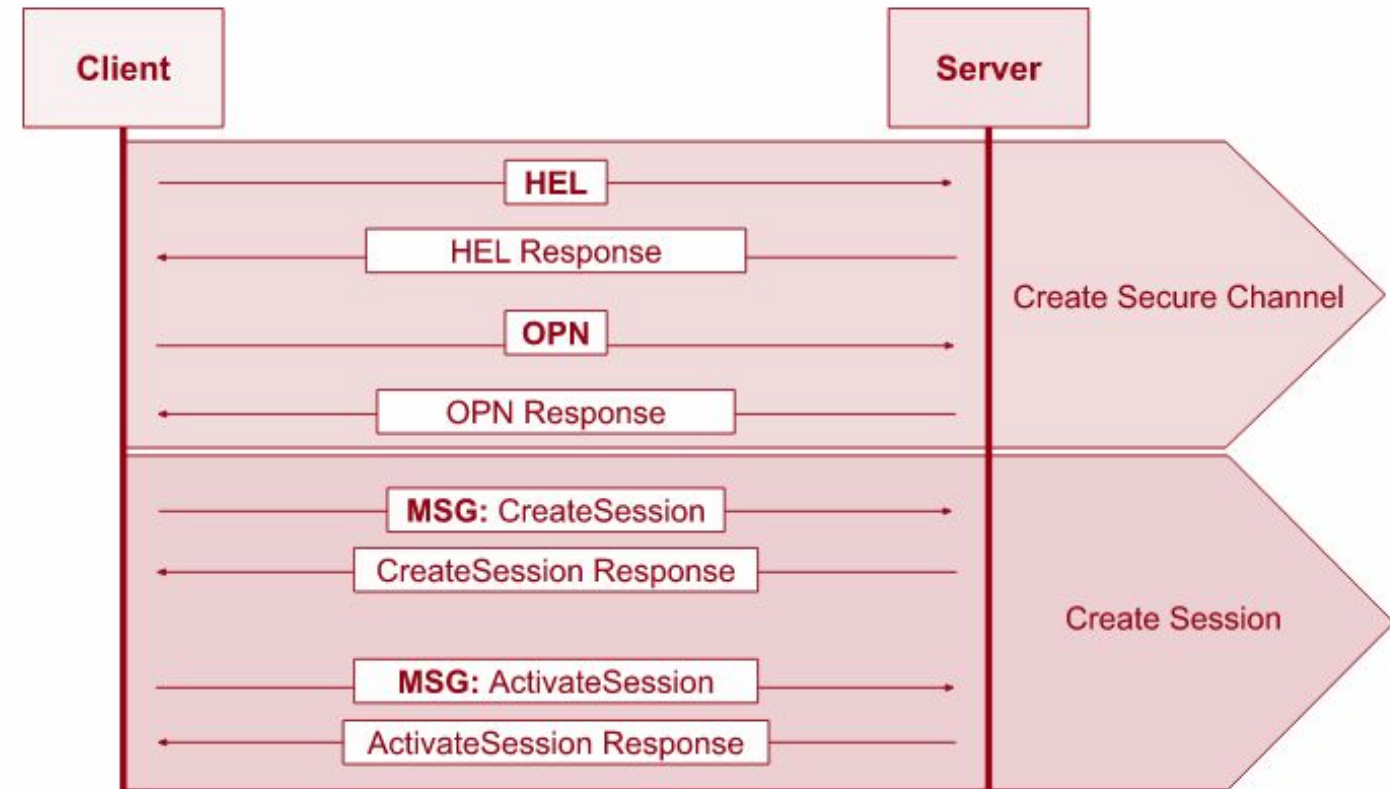 Client
Server
HEL
HEL Response
Create Secure Channel
OPN
OPN Response
MSG: CreateSession
CreateSession Response
Create Session
MSG: ActivateSession
ActivateSession Response